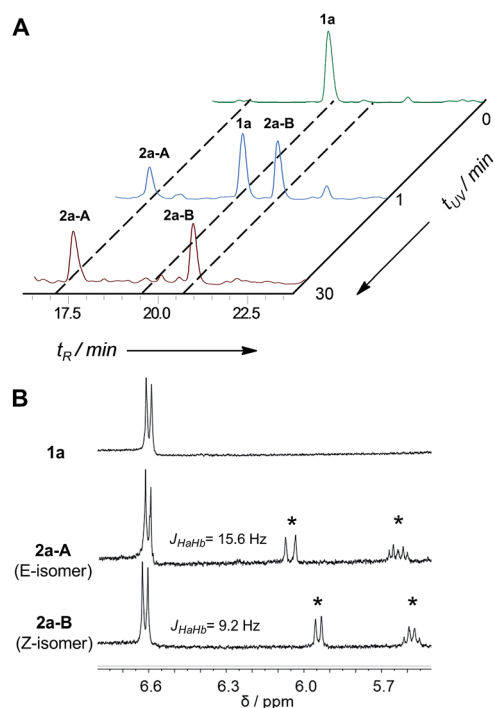 A
1a
0
2a-A
1a
2a-B
1
t_UV / min
2a-A
2a-B
30
17.5 20.0 22.5
t_R / min
B
1a
*
*
2a-A
(E-isomer)
J_HaHb= 15.6 Hz
*
*
2a-B
(Z-isomer)
J_HaHb= 9.2 Hz
6.6 6.3 6.0 5.7
δ / ppm